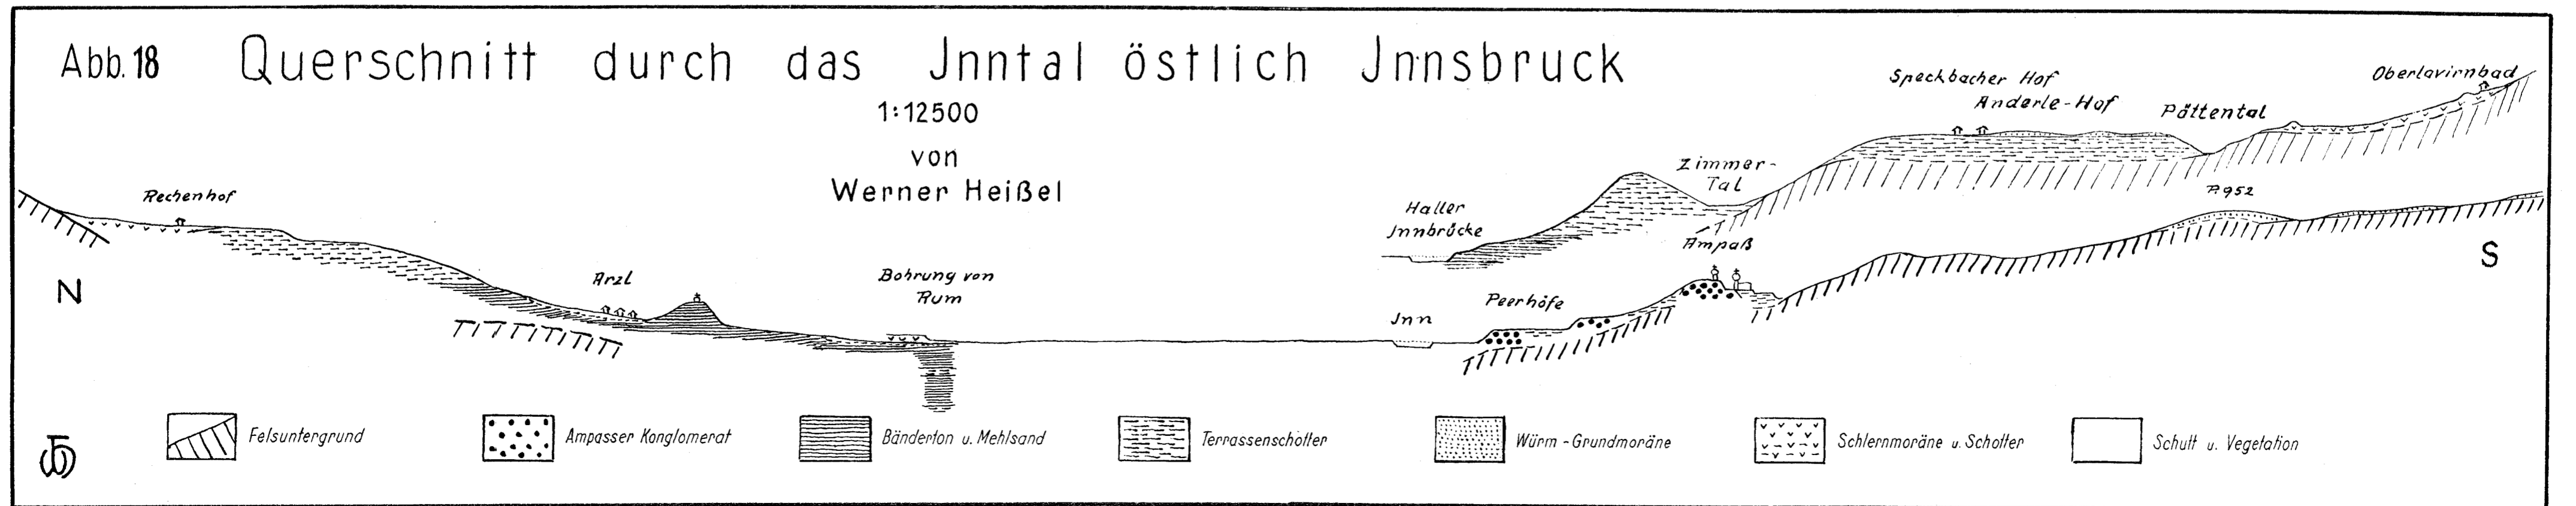 Abb. 18 Querschnitt durch das Jnntal östlich Jnnsbruck
1:12500
von
Werner Heißel
Speckbacher Hof
Anderle-Hof
Pättental
Oberlavirnbad
Zimmer-
Tal
Haller
Jnnbrücke
Ampaß
P. 952
Rechenhof
N
Arzl
Bohrung von
Rum
Jnn
Peerhöfe
S
Felsuntergrund
Ampasser Konglomerat
Bänderton u. Mehlsand
Terrassenschotter
Würm-Grundmoräne
Schlernmoräne u. Schotter
Schutt u. Vegetation